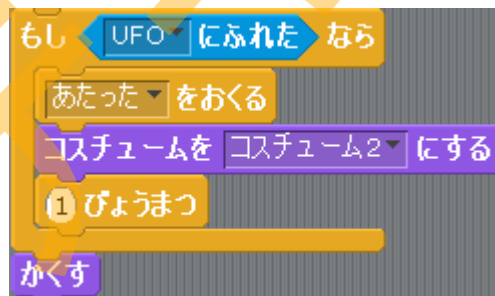 もし UFO にふれた なら
あたった をおくる
コスチュームを コスチューム2 にする
1 びょうまつ
かくす